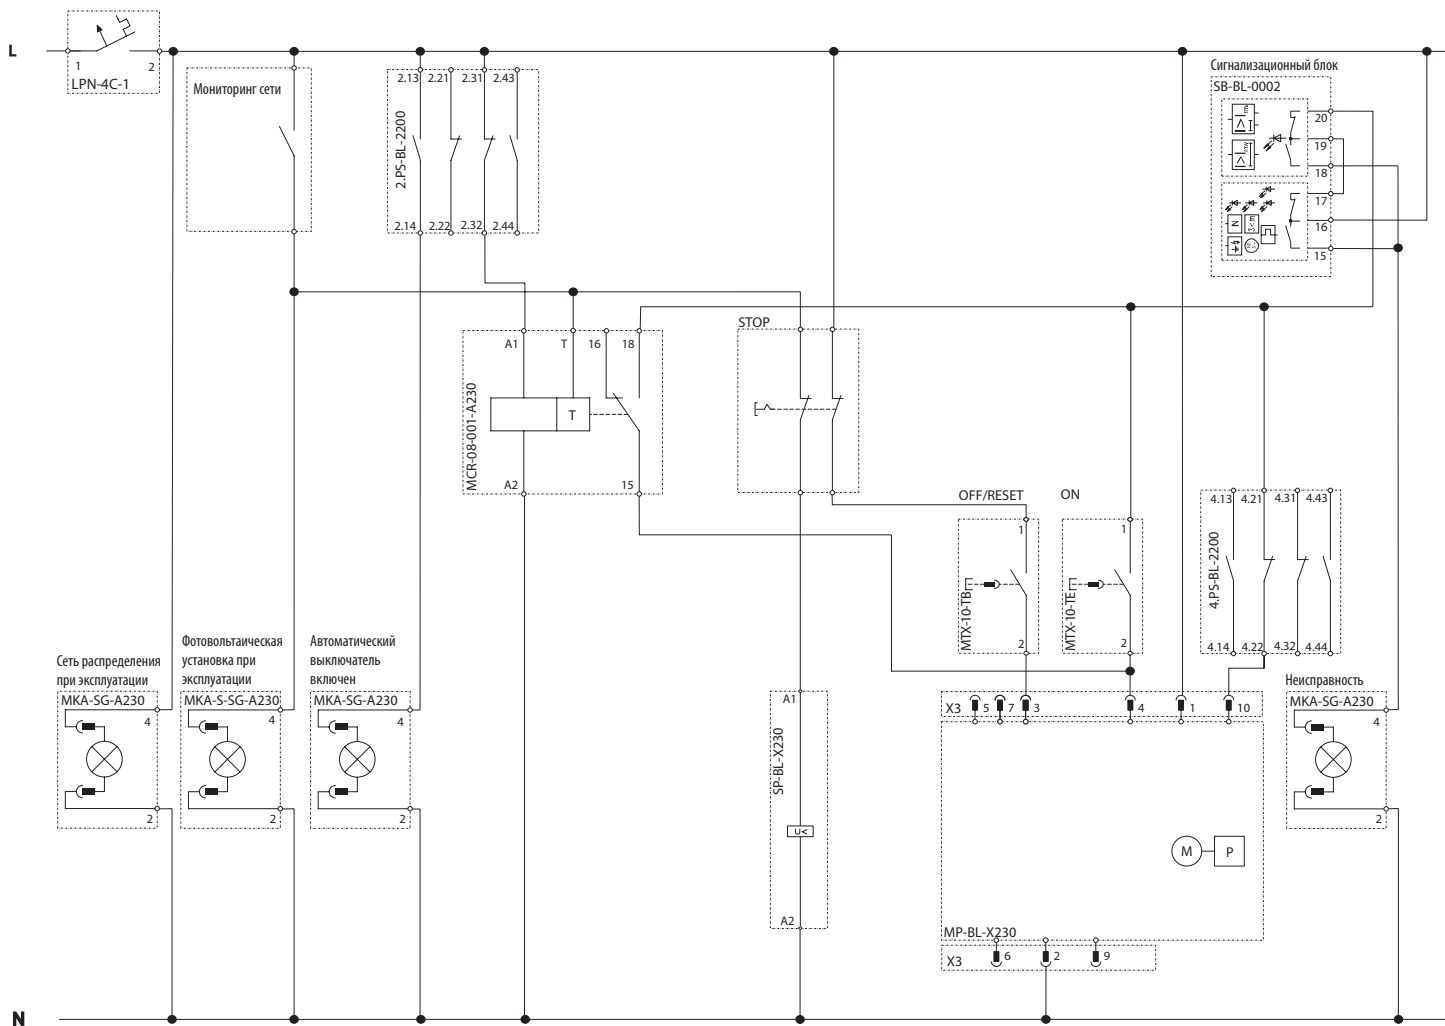 L
1
2
LPN-4C-1
Мониторинг сети
2.13
2.21
2.31
2.43
2.PS-BL-2200
2.14
2.22
2.32
2.44
Сигнализационный блок
SB-BL-0002
20
19
18
17
16
15
N
A1
T
16
18
MCR-08-001-A230
T
A2
15
STOP
OFF/RESET
ON
1
MTX-10-TB
2
1
MTX-10-TE
2
4.13
4.21
4.31
4.43
4.PS-BL-2200
4.14
4.22
4.32
4.44
Сеть распределения
при эксплуатации
MKA-SG-A230
4
2
Фотовольтаическая
установка при
эксплуатации
MKA-S-SG-A230
4
2
Автоматический
выключатель
включен
MKA-SG-A230
4
2
A1
SP-BL-X230
U<
A2
X3
5
7
3
4
1
10
M
P
MP-BL-X230
X3
6
2
9
Неисправность
MKA-SG-A230
4
2
N